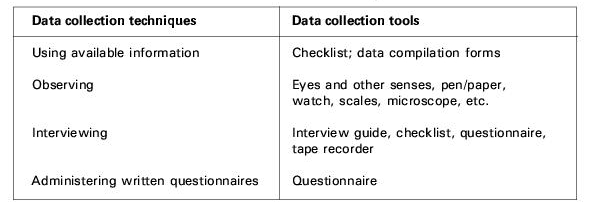 Data collection techniques Data collection tools
Using available information Checklist; data compilation forms
Observing Eyes and other senses, pen/paper,
watch, scales, microscope, etc.
Interviewing Interview guide, checklist, questionnaire,
tape recorder
Administering written questionnaires Questionnaire